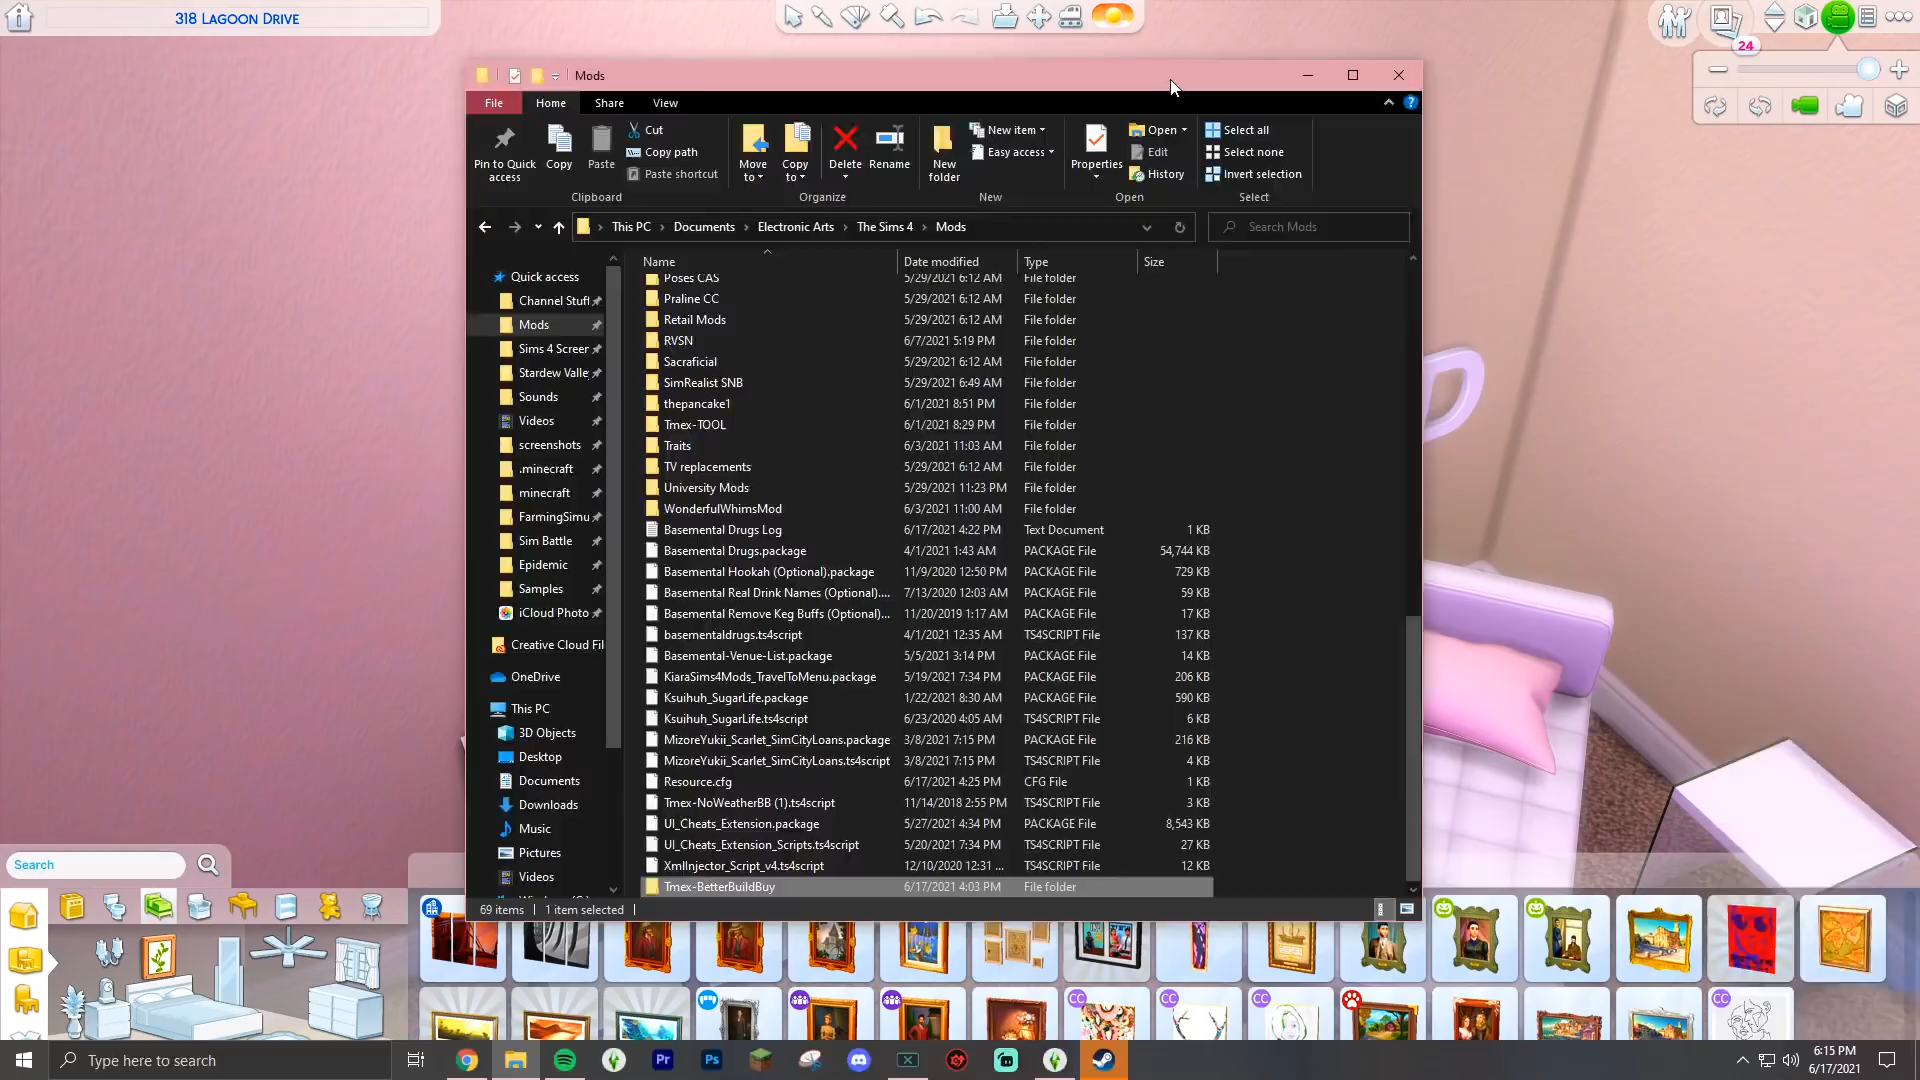 318 Lagoon Drive
24
Mods
File Home Share View
Pin to Quick access
Copy
Paste
Cut
Copy path
Paste shortcut
Clipboard
Move to
Copy to
Delete
Rename
Organize
New folder
New item
Easy access
New
Properties
Open
Edit
History
Open
Select all
Select none
Invert selection
Select
This PC > Documents > Electronic Arts > The Sims 4 > Mods
Search Mods
Quick access
Channel Stuff
Mods
Sims 4 Screer
Stardew Valle
Sounds
Videos
screenshots
.minecraft
minecraft
FarmingSimu
Sim Battle
Epidemic
Samples
iCloud Photo
Creative Cloud Fil
OneDrive
This PC
3D Objects
Desktop
Documents
Downloads
Music
Pictures
Videos
Name Date modified Type Size
Poses CAS 5/29/2021 6:12 AM File folder
Praline CC 5/29/2021 6:12 AM File folder
Retail Mods 5/29/2021 6:12 AM File folder
RVSN 6/7/2021 5:19 PM File folder
Sacraficial 5/29/2021 6:12 AM File folder
SimRealist SNB 5/29/2021 6:49 AM File folder
thepancake1 6/1/2021 8:51 PM File folder
Tmex-TOOL 6/1/2021 8:29 PM File folder
Traits 6/3/2021 11:03 AM File folder
TV replacements 5/29/2021 6:12 AM File folder
University Mods 5/29/2021 11:23 PM File folder
WonderfulWhimsMod 6/3/2021 11:00 AM File folder
Basemental Drugs Log 6/17/2021 4:22 PM Text Document 1 KB
Basemental Drugs.package 4/1/2021 1:43 AM PACKAGE File 54,744 KB
Basemental Hookah (Optional).package 11/9/2020 12:50 PM PACKAGE File 729 KB
Basemental Real Drink Names (Optional).... 7/13/2020 12:03 AM PACKAGE File 59 KB
Basemental Remove Keg Buffs (Optional)... 11/20/2019 1:17 AM PACKAGE File 17 KB
basementaldrugs.ts4script 4/1/2021 12:35 AM TS4SCRIPT File 137 KB
Basemental-Venue-List.package 5/5/2021 3:14 PM PACKAGE File 14 KB
KiaraSims4Mods_TravelToMenu.package 5/19/2021 7:34 PM PACKAGE File 206 KB
Ksuihuh_SugarLife.package 1/22/2021 8:30 AM PACKAGE File 590 KB
Ksuihuh_SugarLife.ts4script 6/23/2020 4:05 AM TS4SCRIPT File 6 KB
MizoreYukii_Scarlet_SimCityLoans.package 3/8/2021 7:15 PM PACKAGE File 216 KB
MizoreYukii_Scarlet_SimCityLoans.ts4script 3/8/2021 7:15 PM TS4SCRIPT File 4 KB
Resource.cfg 6/17/2021 4:25 PM CFG File 1 KB
Tmex-NoWeatherBB (1).ts4script 11/14/2018 2:55 PM TS4SCRIPT File 3 KB
UI_Cheats_Extension.package 5/27/2021 4:34 PM PACKAGE File 8,543 KB
UI_Cheats_Extension_Scripts.ts4script 5/20/2021 7:34 PM TS4SCRIPT File 27 KB
XmlInjector_Script_v4.ts4script 12/10/2020 12:31 ... TS4SCRIPT File 12 KB
Tmex-BetterBuildBuy 6/17/2021 4:03 PM File folder
69 items 1 item selected
Search
CC CC CC CC
Type here to search
Pr Ps
6:15 PM
6/17/2021